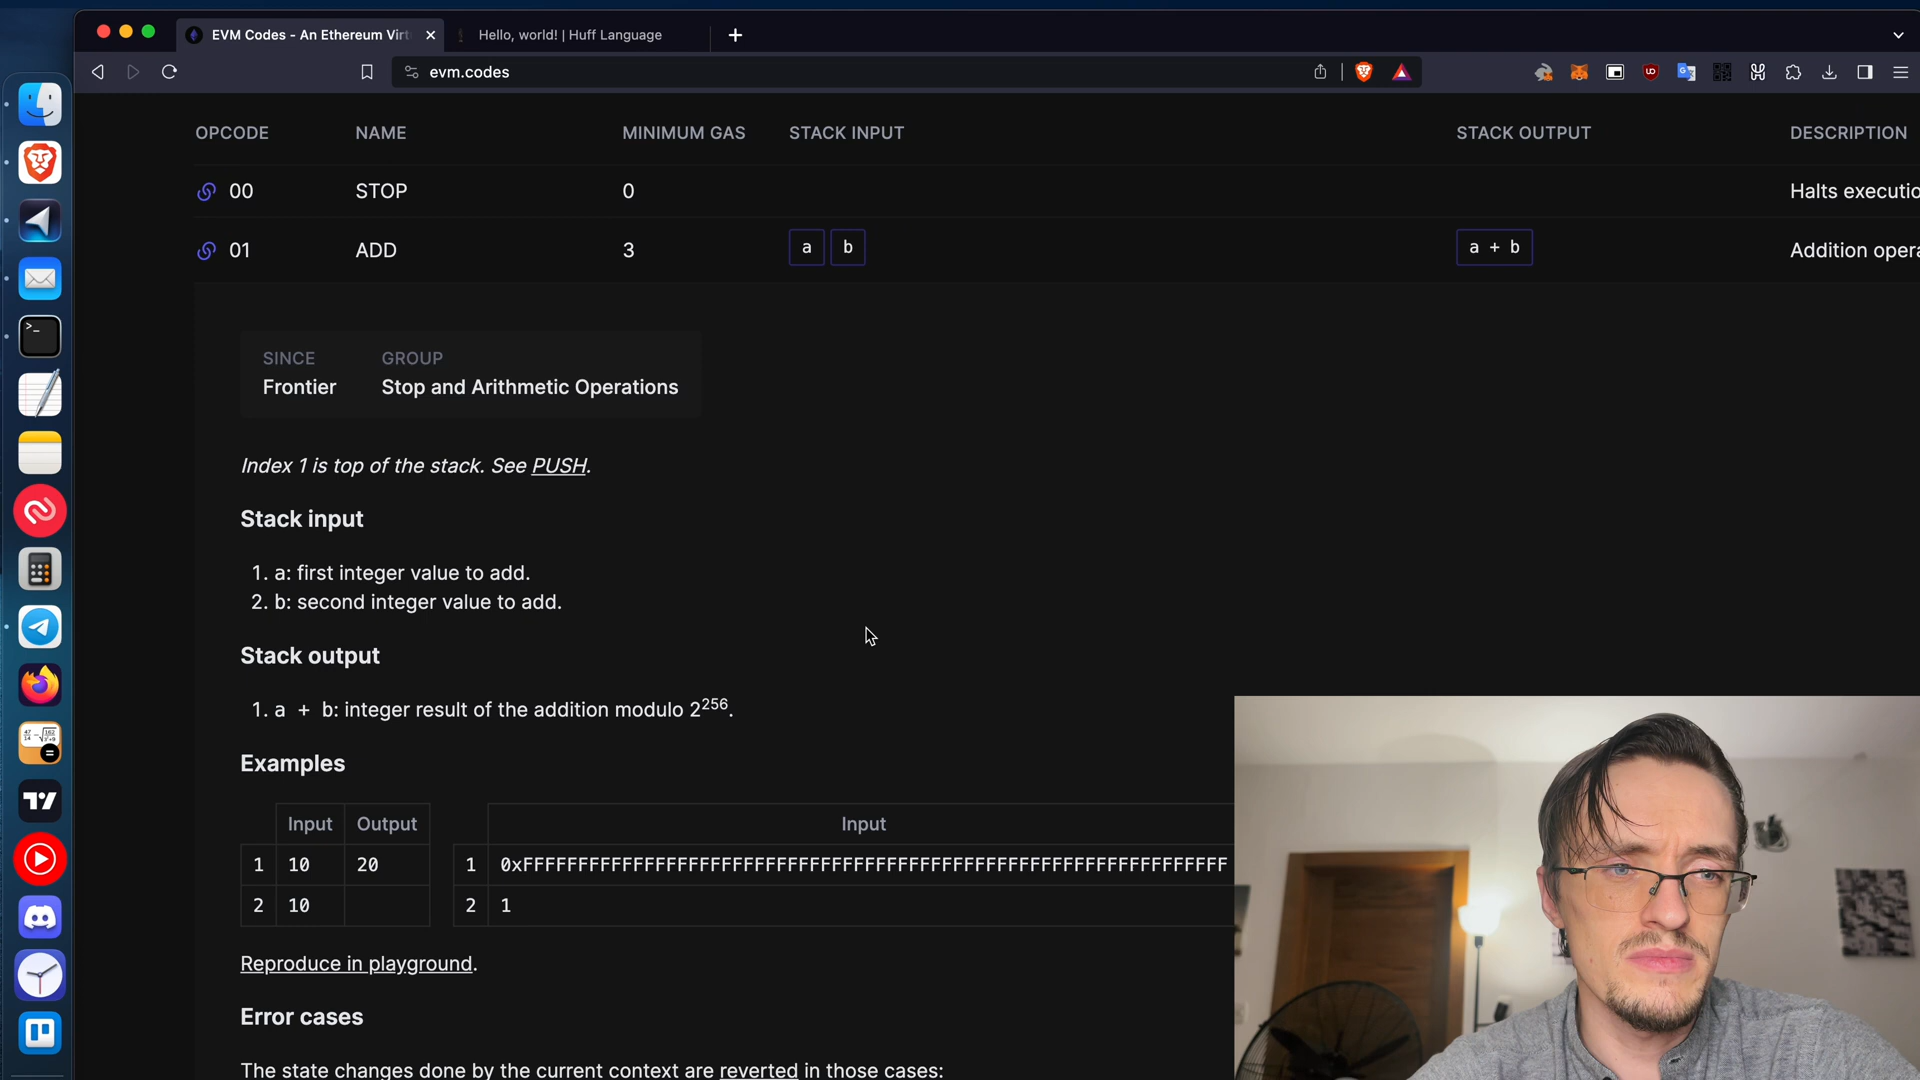 EVM Codes - An Ethereum Virt
Hello, world! | Huff Language
evm.codes
OPCODE NAME MINIMUM GAS STACK INPUT STACK OUTPUT DESCRIPTION
00 STOP 0 Halts executio
01 ADD 3 a b a + b Addition opera
SINCE GROUP
Frontier Stop and Arithmetic Operations
Index 1 is top of the stack. See PUSH.
Stack input
1. a: first integer value to add.
2. b: second integer value to add.
Stack output
1. a + b: integer result of the addition modulo 2^256.
Examples
Input Output Input
1 10 20 1 0xFFFFFFFFFFFFFFFFFFFFFFFFFFFFFFFFFFFFFFFFFFFFFFFFFFFFFFFFFFFFFFFF
2 10 2 1
Reproduce in playground.
Error cases
The state changes done by the current context are reverted in those cases: